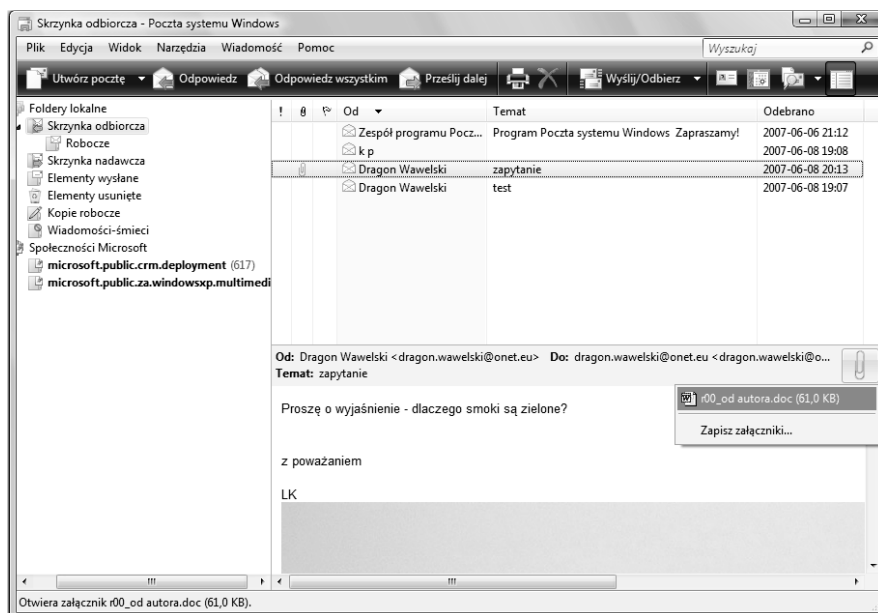 Skrzynka odbiorcza - Poczta systemu Windows
Plik Edycja Widok Narzędzia Wiadomość Pomoc Wyszukaj
Utwórz pocztę Odpowiedz Odpowiedz wszystkim Prześlij dalej Wyślij/Odbierz
Foldery lokalne
Skrzynka odbiorcza
Robocze
Skrzynka nadawcza
Elementy wysłane
Elementy usunięte
Kopie robocze
Wiadomości-śmieci
Społeczności Microsoft
microsoft.public.crm.deployment (617)
microsoft.public.za.windowsxp.multimedi
! Od Temat Odebrano
Zespół programu Pocz... Program Poczta systemu Windows Zapraszamy! 2007-06-06 21:12
k p 2007-06-08 19:08
Dragon Wawelski zapytanie 2007-06-08 20:13
Dragon Wawelski test 2007-06-08 19:07
Od: Dragon Wawelski <dragon.wawelski@onet.eu> Do: dragon.wawelski@onet.eu <dragon.wawelski@o...
Temat: zapytanie
r00_od autora.doc (61,0 KB)
Zapisz załączniki...
Proszę o wyjaśnienie - dlaczego smoki są zielone?
z poważaniem
LK
Otwiera załącznik r00_od autora.doc (61,0 KB).